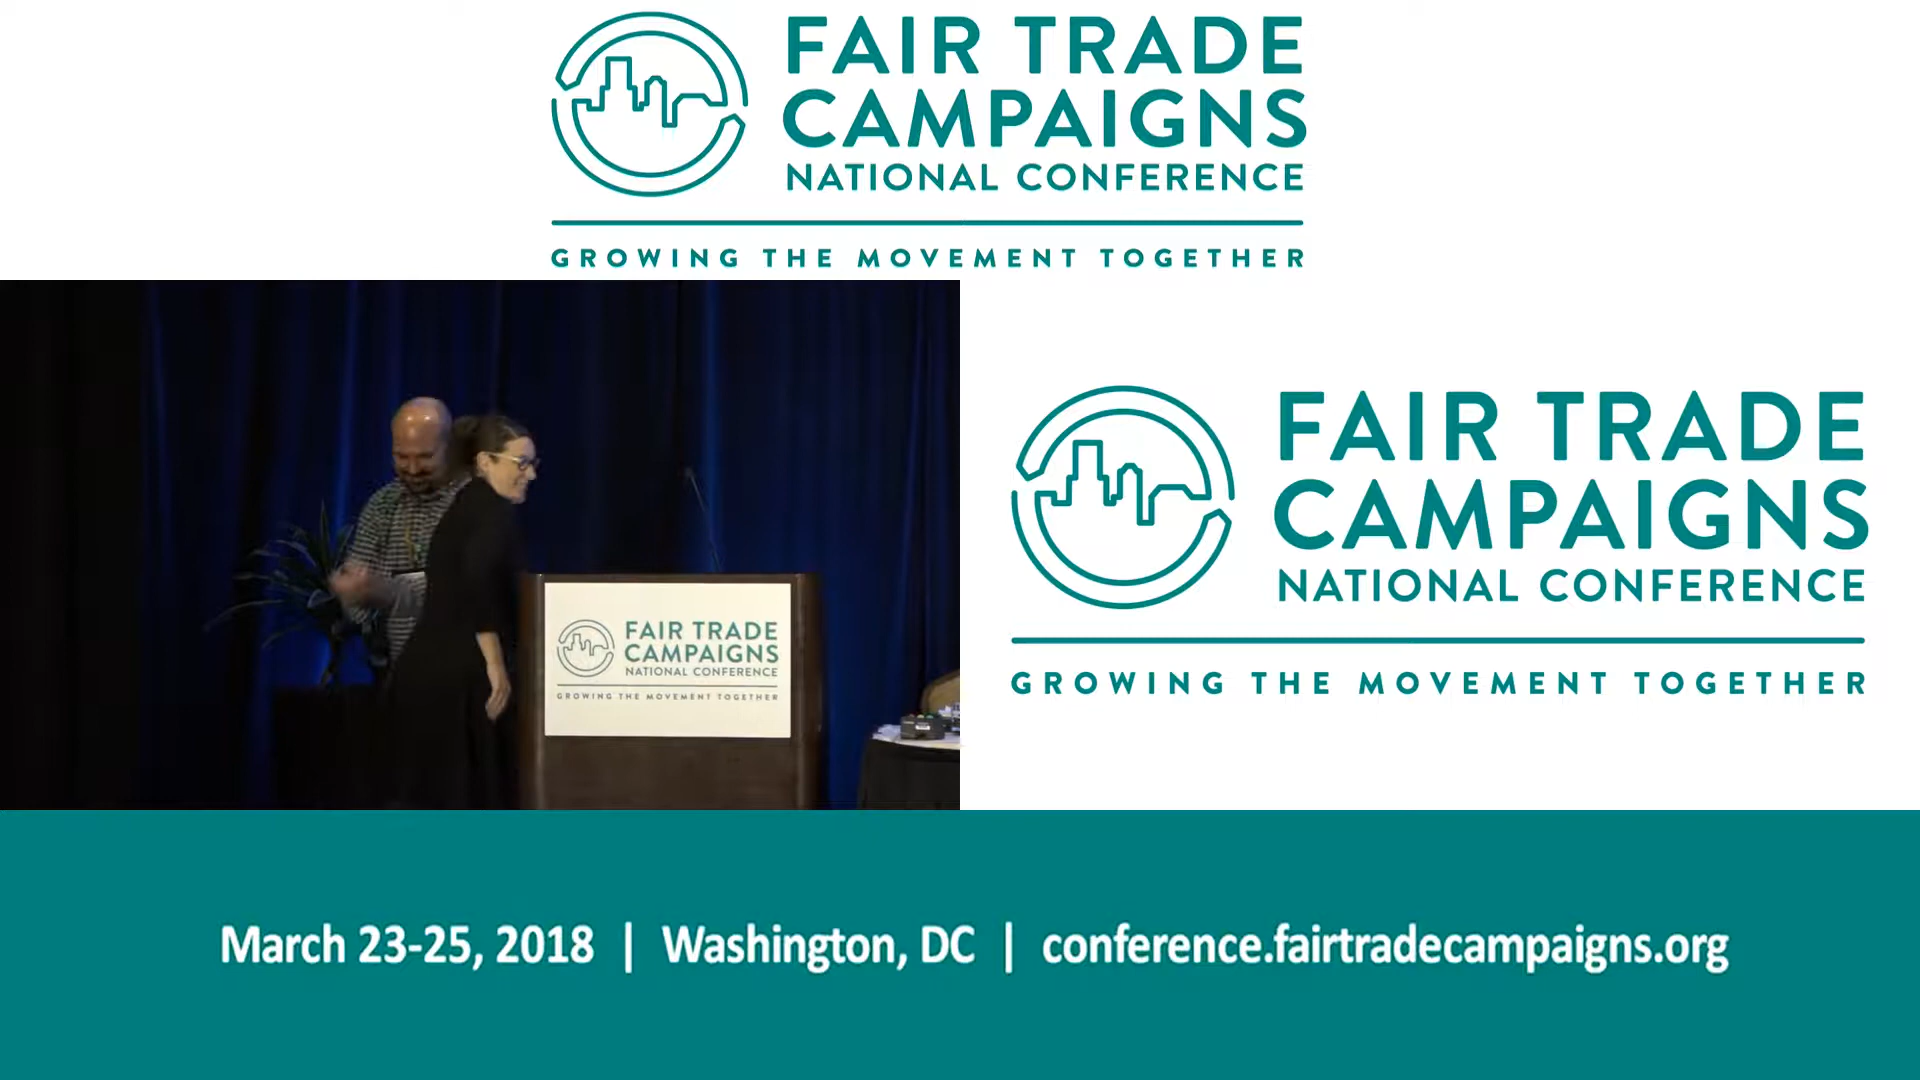 FAIR TRADE
CAMPAIGNS
NATIONAL CONFERENCE
GROWING THE MOVEMENT TOGETHER
FAIR TRADE
CAMPAIGNS
NATIONAL CONFERENCE
GROWING THE MOVEMENT TOGETHER
FAIR TRADE
CAMPAIGNS
NATIONAL CONFERENCE
GROWING THE MOVEMENT TOGETHER
March 23-25, 2018 | Washington, DC | conference.fairtradecampaigns.org